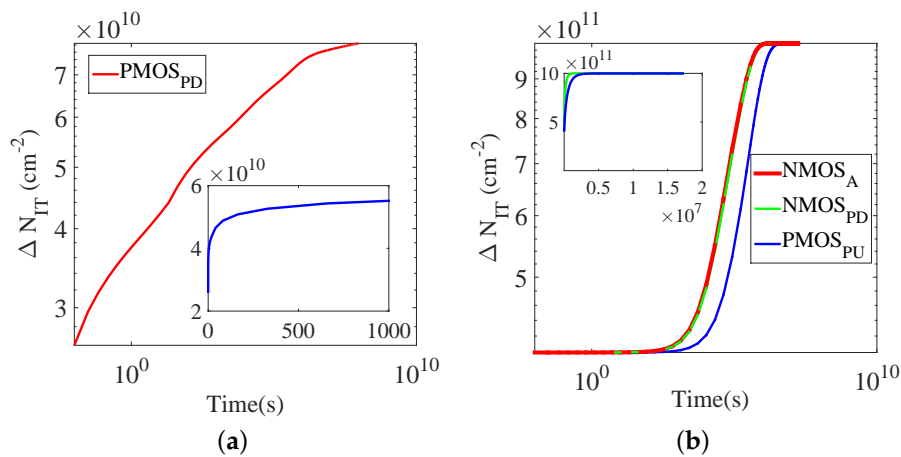 ×10^10
PMOS_PD
7
6
5
4
3
Δ N_IT (cm^-2)
6 ×10^10
4
2
0 500 1000
10^0 10^10
Time(s)
(a)
×10^11
9
8
7
6
5
Δ N_IT (cm^-2)
10 ×10^11
5
0.5 1 1.5 2
×10^7
NMOS_A
NMOS_PD
PMOS_PU
10^0 10^10
Time(s)
(b)